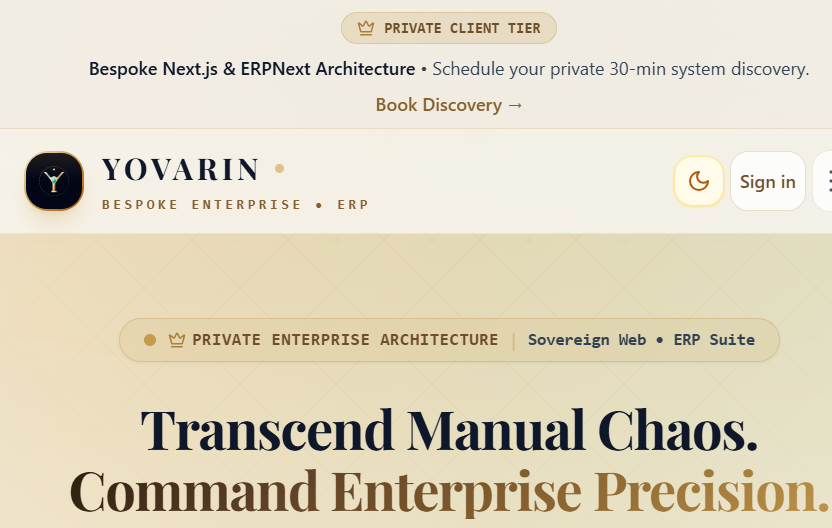 PRIVATE CLIENT TIER
Bespoke Next.js & ERPNext Architecture • Schedule your private 30-min system discovery.
Book Discovery →
YOVARIN
BESPOKE ENTERPRISE • ERP
Sign in
PRIVATE ENTERPRISE ARCHITECTURE | Sovereign Web • ERP Suite
Transcend Manual Chaos.
Command Enterprise Precision.